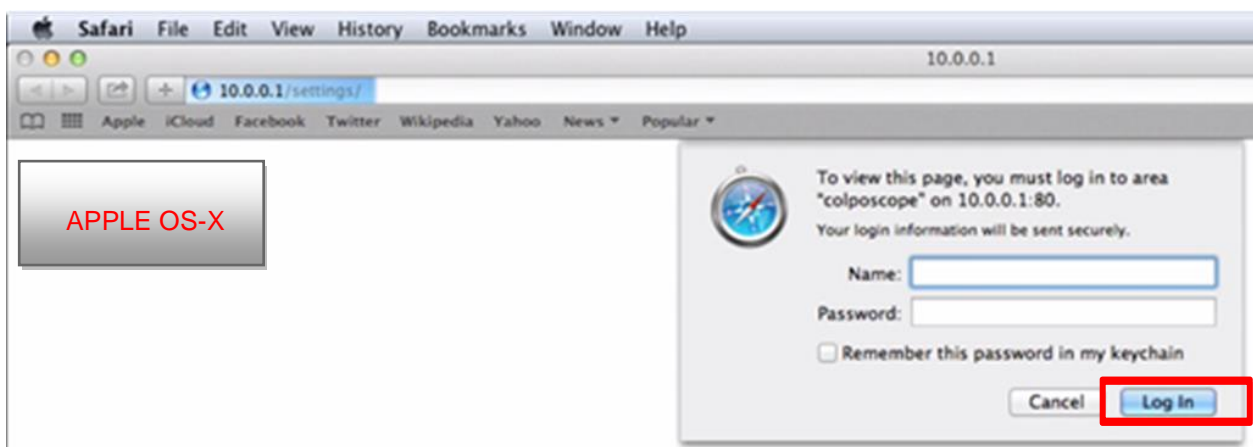 Safari File Edit View History Bookmarks Window Help
10.0.0.1
10.0.0.1/settings/
Apple iCloud Facebook Twitter Wikipedia Yahoo News Popular
APPLE OS-X
To view this page, you must log in to area
"colposcope" on 10.0.0.1:80.
Your login information will be sent securely.
Name:
Password:
Remember this password in my keychain
Cancel Log In